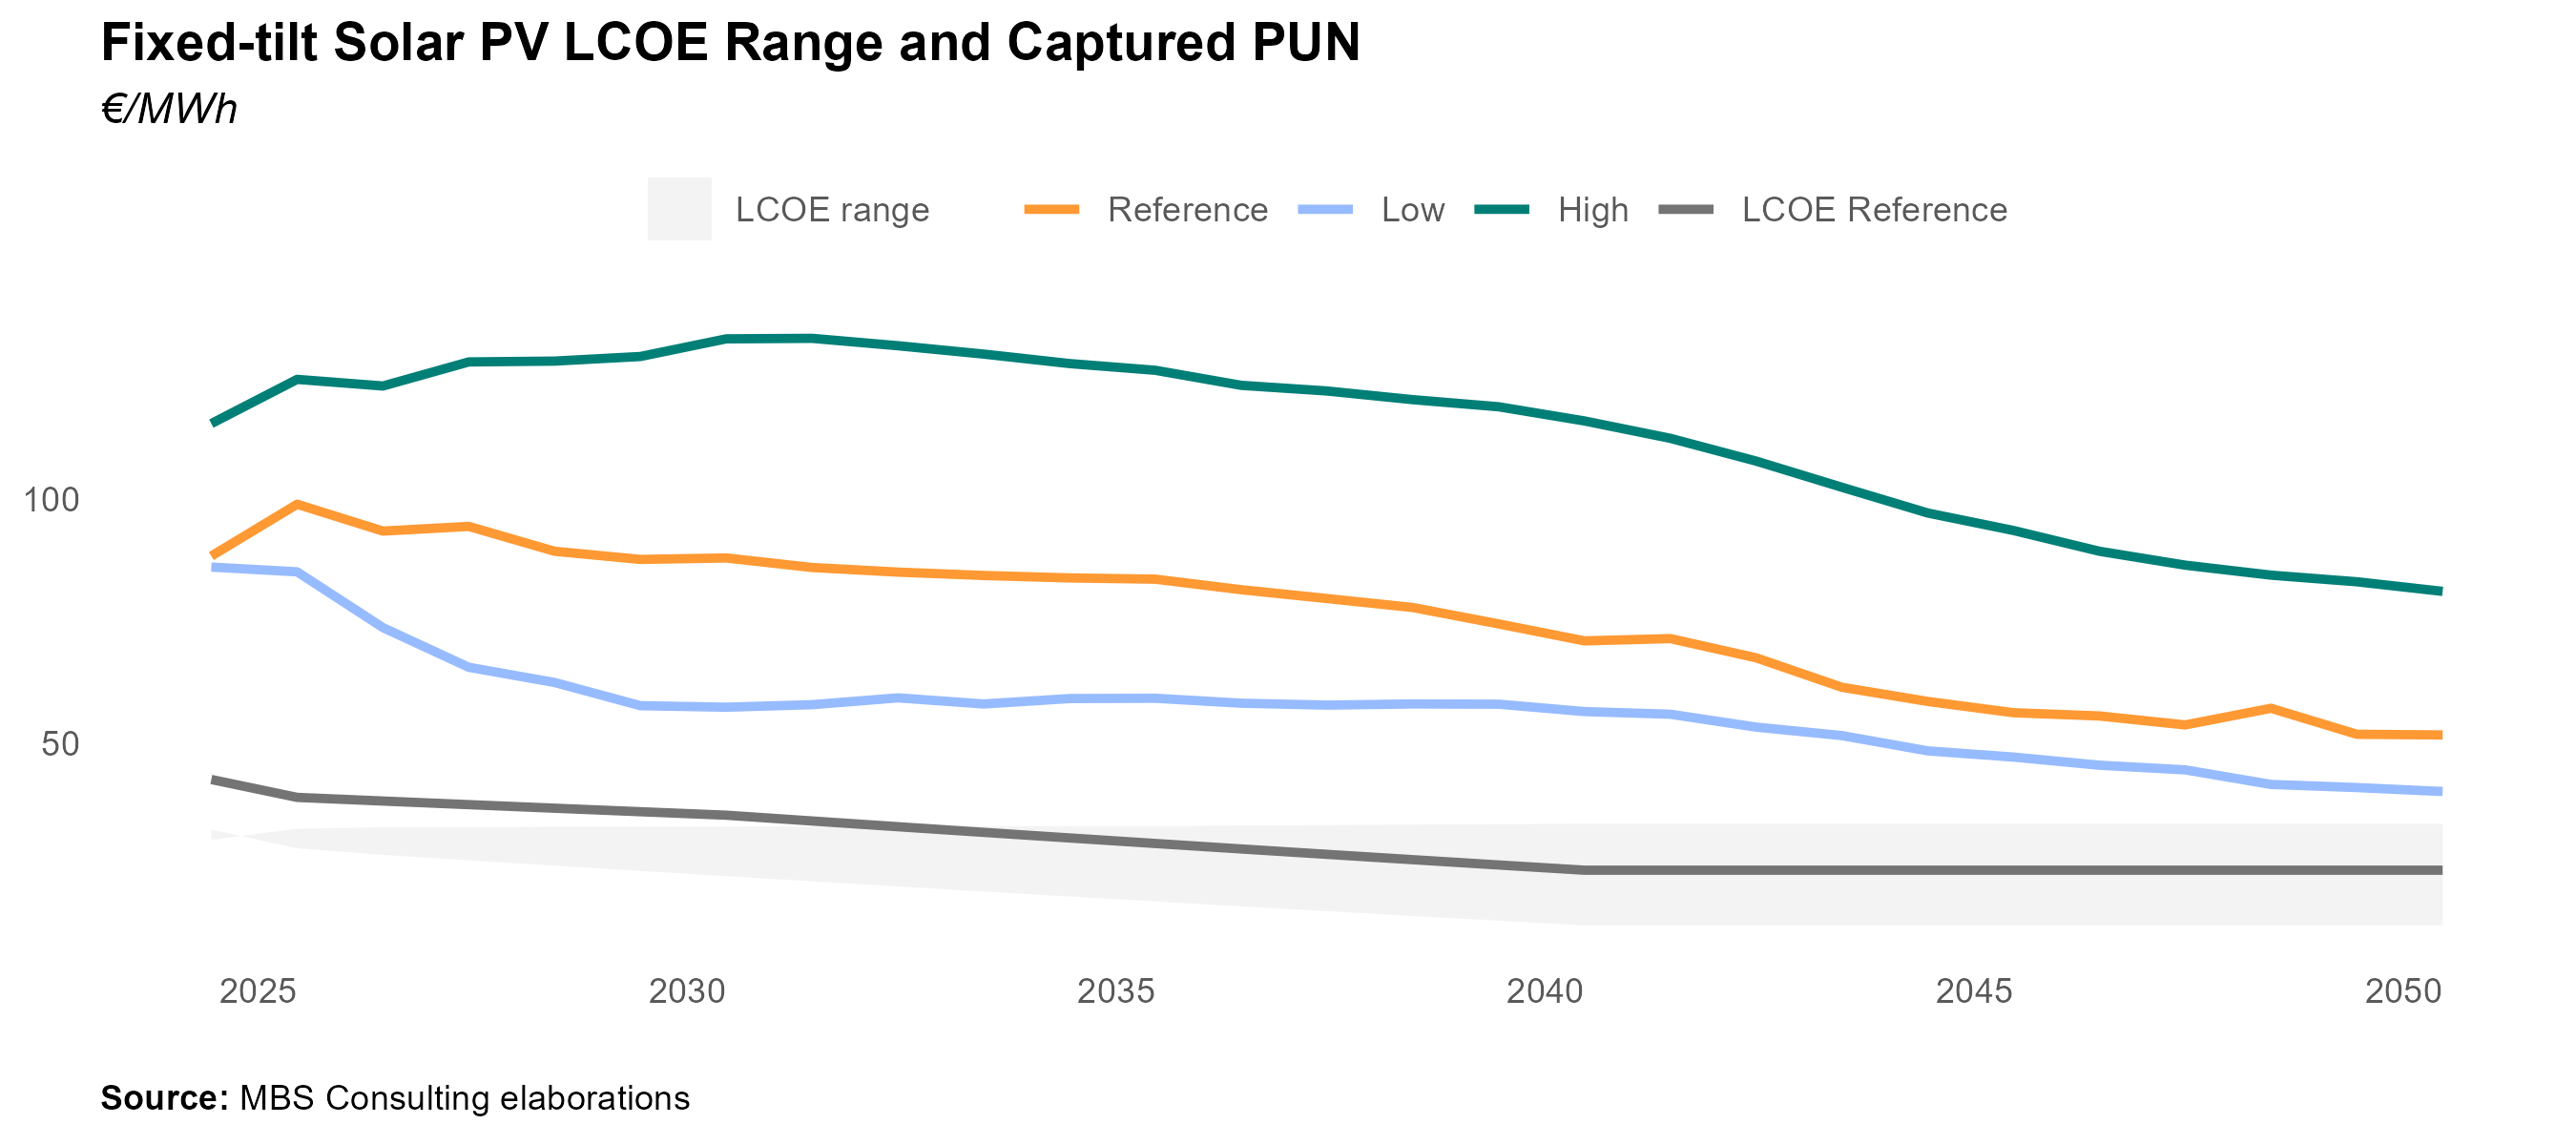 Fixed-tilt Solar PV LCOE Range and Captured PUN
€/MWh
LCOE range Reference Low High LCOE Reference
100
50
2025 2030 2035 2040 2045 2050
Source: MBS Consulting elaborations